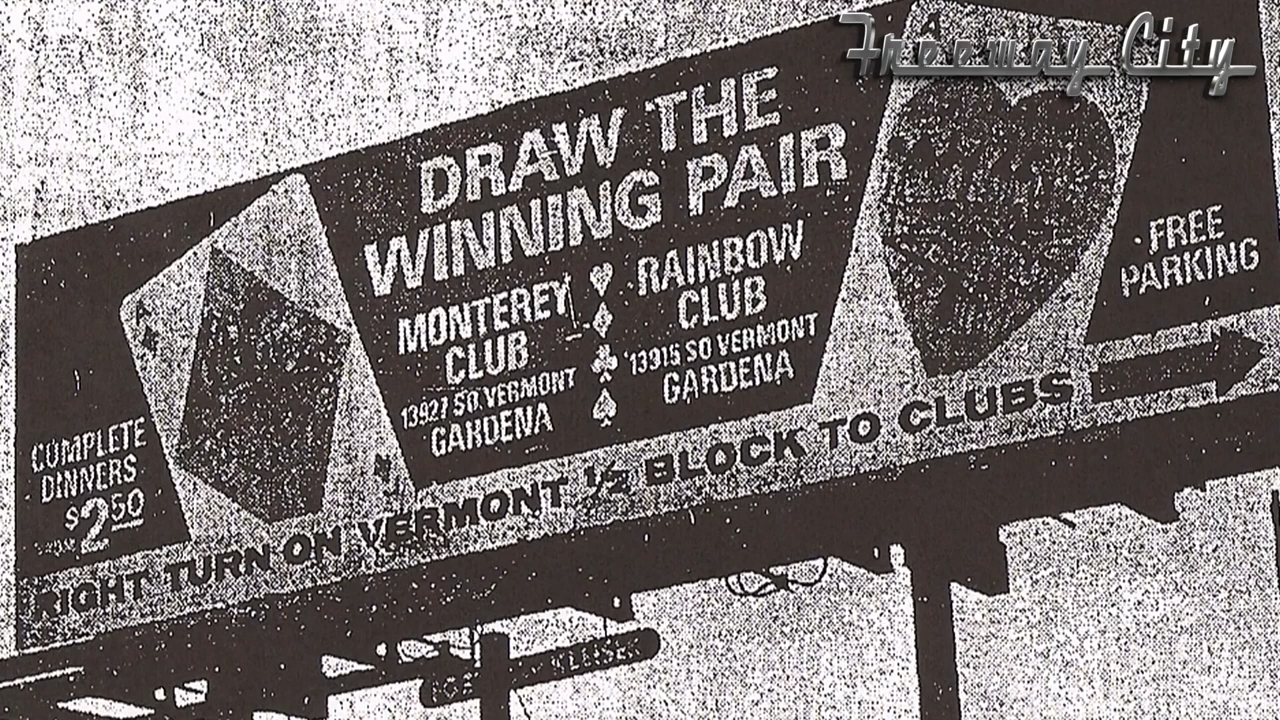 Freeway City
DRAW THE
WINNING PAIR
MONTEREY
CLUB
13927 SO. VERMONT
GARDENA
RAINBOW
CLUB
13915 SO VERMONT
GARDENA
FREE
PARKING
COMPLETE
DINNERS
$2.50
RIGHT TURN ON VERMONT ½ BLOCK TO CLUBS
A
A
KLEISER